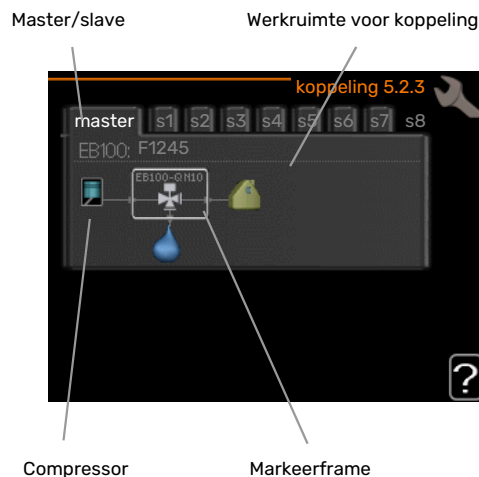 Master/slave
Werkruimte voor koppeling
koppeling 5.2.3
master s1 s2 s3 s4 s5 s6 s7 s8
EB100: F1245
EB100-QN10
?
Compressor
Markeerframe